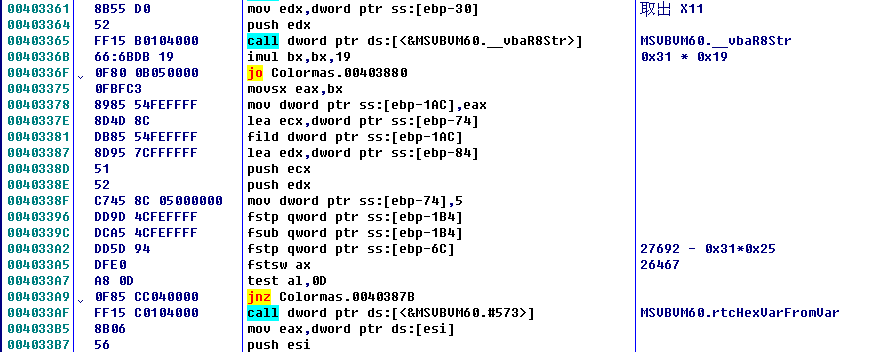 00403361 8B55 D0 mov edx,dword ptr ss:[ebp-30] 取出 X11
00403364 52 push edx
00403365 FF15 B0104000 call dword ptr ds:[<&MSVBVM60.__vbaR8Str>] MSVBVM60.__vbaR8Str
0040336B 66:6BDB 19 imul bx,bx,19 0x31 * 0x19
0040336F 0F80 0B050000 jo Colormas.00403880
00403375 0FBFC3 movsx eax,bx
00403378 8985 54FEFFFF mov dword ptr ss:[ebp-1AC],eax
0040337E 8D4D 8C lea ecx,dword ptr ss:[ebp-74]
00403381 DB85 54FEFFFF fild dword ptr ss:[ebp-1AC]
00403387 8D95 7CFFFFFF lea edx,dword ptr ss:[ebp-84]
0040338D 51 push ecx
0040338E 52 push edx
0040338F C745 8C 05000000 mov dword ptr ss:[ebp-74],5
00403396 DD9D 4CFEFFFF fstp qword ptr ss:[ebp-1B4]
0040339C DCA5 4CFEFFFF fsub qword ptr ss:[ebp-1B4]
004033A2 DD5D 94 fstp qword ptr ss:[ebp-6C] 27692 - 0x31*0x25
004033A5 DFE0 fstsw ax 26467
004033A7 A8 0D test al,0D
004033A9 0F85 CC040000 jnz Colormas.0040387B
004033AF FF15 C0104000 call dword ptr ds:[<&MSVBVM60.#573>] MSVBVM60.rtcHexVarFromVar
004033B5 8B06 mov eax,dword ptr ds:[esi]
004033B7 56 push esi